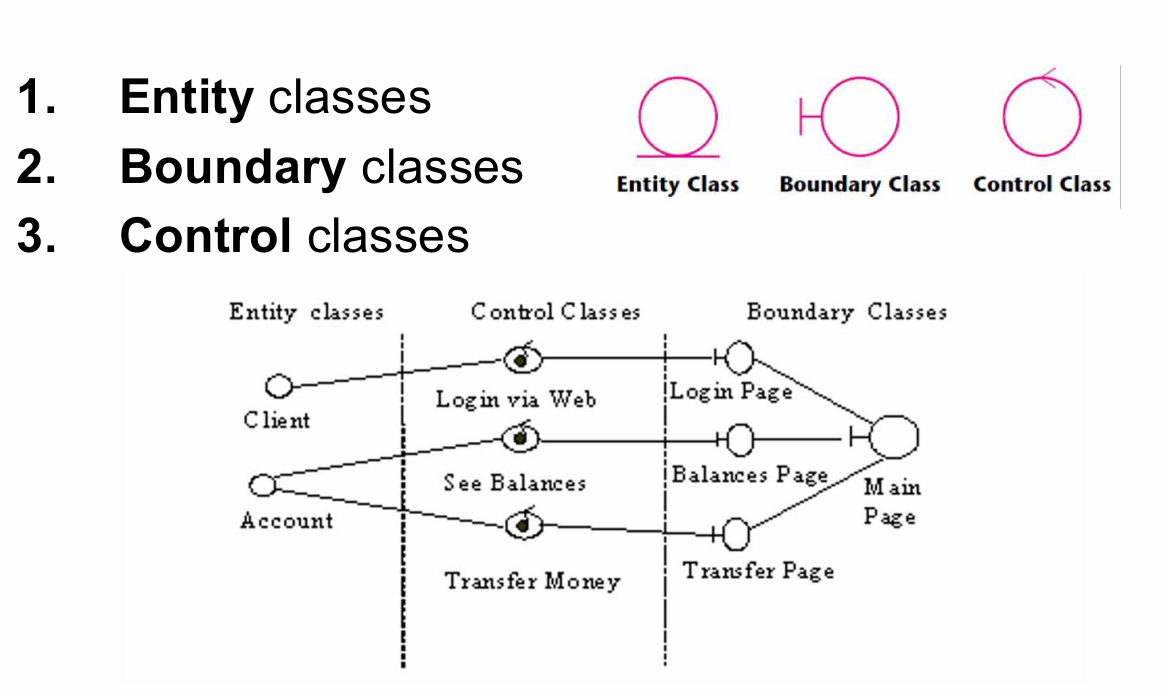 1. Entity classes
2. Boundary classes
3. Control classes
Entity Class Boundary Class Control Class
Entity classes Control Classes Boundary Classes
Client
Login via Web
Login Page
Account
See Balances
Balances Page
Main
Page
Transfer Money
Transfer Page